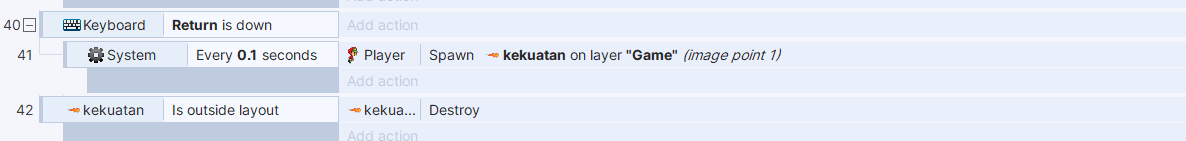 Add action
40 Keyboard Return is down Add action
41 System Every 0.1 seconds Player Spawn kekuatan on layer "Game" (image point 1)
Add action
42 kekuatan Is outside layout kekua... Destroy
Add action